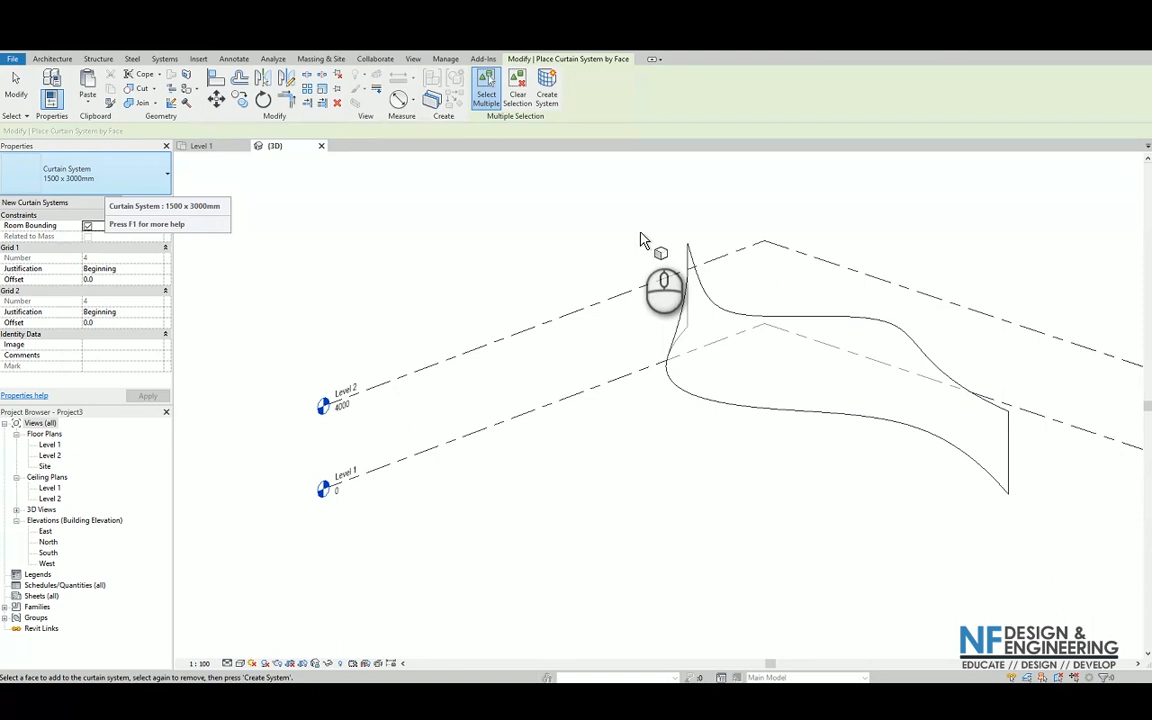 File Architecture Structure Steel Systems Insert Annotate Analyze Massing & Site Collaborate View Manage Add-Ins Modify | Place Curtain System by Face
Cope
Cut
Join
Modify
Paste
Select Multiple
Clear Selection
Create System
Select Properties Clipboard Geometry Modify View Measure Create Multiple Selection
Modify | Place Curtain System by Face
Properties
Level 1
(3D)
Curtain System
1500 x 3000mm
New Curtain Systems
Curtain System : 1500 x 3000mm
Press F1 for more help
Constraints
Room Bounding
Related to Mass
Grid 1
Number 4
Justification Beginning
Offset 0.0
Grid 2
Number 4
Justification Beginning
Offset 0.0
Identity Data
Image
Comments
Mark
Properties help
Apply
Project Browser - Project3
Views (all)
Floor Plans
Level 1
Level 2
Site
Ceiling Plans
Level 1
Level 2
3D Views
Elevations (Building Elevation)
East
North
South
West
Legends
Schedules/Quantities (all)
Sheets (all)
Families
Groups
Revit Links
Level 2
4000
Level 1
0
NF DESIGN & ENGINEERING
EDUCATE // DESIGN // DEVELOP
1 : 100
Select a face to add to the curtain system, select again to remove, then press 'Create System'.
:0
Main Model
:0